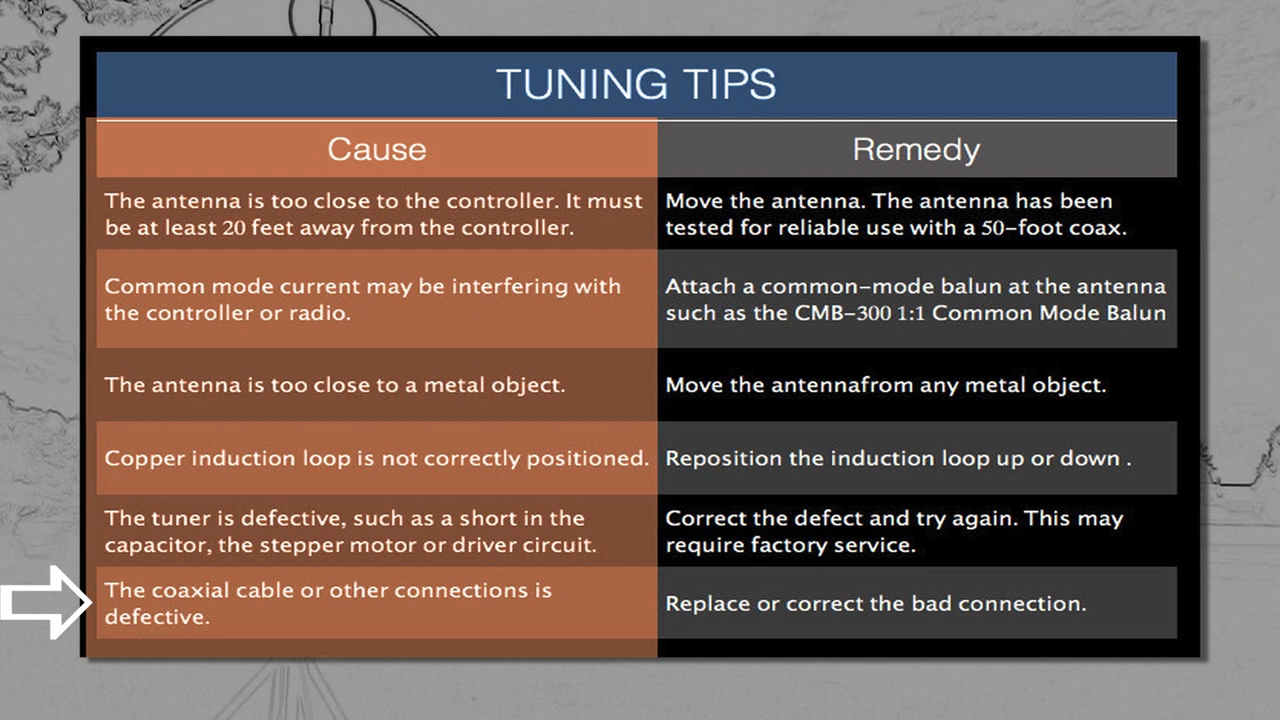 TUNING TIPS
Cause
Remedy
The antenna is too close to the controller. It must
be at least 20 feet away from the controller.
Move the antenna. The antenna has been
tested for reliable use with a 50-foot coax.
Common mode current may be interfering with
the controller or radio.
Attach a common-mode balun at the antenna
such as the CMB-300 1:1 Common Mode Balun
The antenna is too close to a metal object.
Move the antennafrom any metal object.
Copper induction loop is not correctly positioned.
Reposition the induction loop up or down .
The tuner is defective, such as a short in the
capacitor, the stepper motor or driver circuit.
Correct the defect and try again. This may
require factory service.
The coaxial cable or other connections is
defective.
Replace or correct the bad connection.